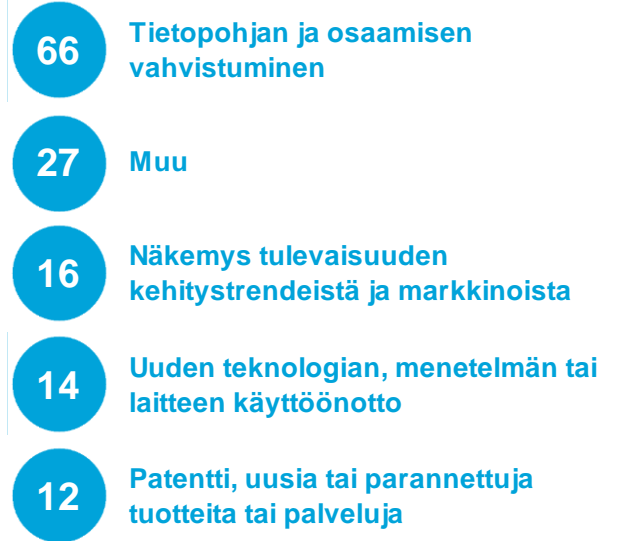 66
Tietopohjan ja osaamisen
vahvistuminen
27
Muu
16
Näkemys tulevaisuuden
kehitystrendeistä ja markkinoista
14
Uuden teknologian, menetelmän tai
laitteen käyttöönotto
12
Patentti, uusia tai parannettuja
tuotteita tai palveluja